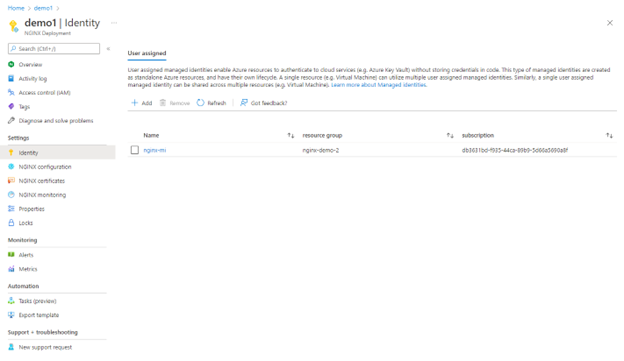 Home > demo1 >
demo1 | Identity ...
NGINX Deployment
Search (Ctrl+/)
Overview
Activity log
Access control (IAM)
Tags
Diagnose and solve problems
Settings
Identity
NGINX configuration
NGINX certificates
NGINX monitoring
Properties
Locks
Monitoring
Alerts
Metrics
Automation
Tasks (preview)
Export template
Support + troubleshooting
New support request
User assigned
User assigned managed identities enable Azure resources to authenticate to cloud services (e.g. Azure Key Vault) without storing credentials in code. This type of managed identities are created
as standalone Azure resources, and have their own lifecycle. A single resource (e.g. Virtual Machine) can utilize multiple user assigned managed identities. Similarly, a single user assigned
managed identity can be shared across multiple resources (e.g. Virtual Machine). Learn more about Managed identities.
Add Remove Refresh Got feedback?
Name resource group subscription
nginx-mi nginx-demo-2